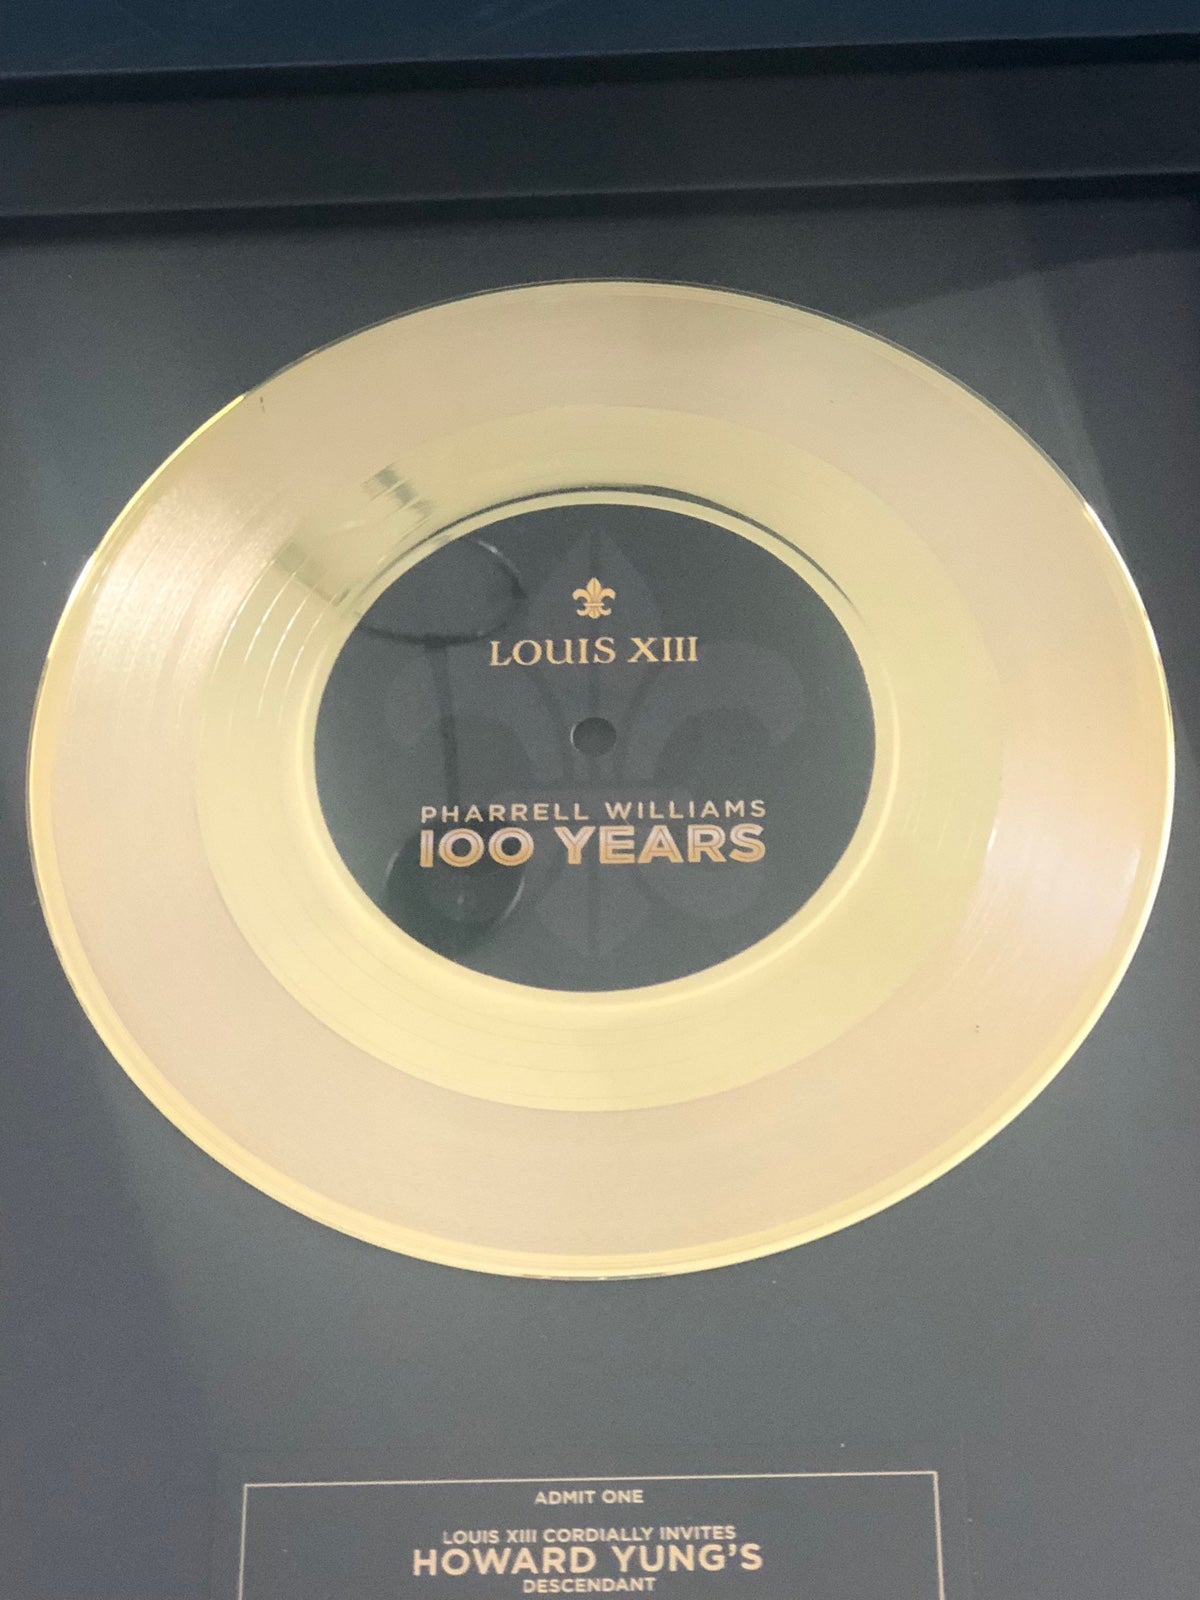 LOUIS XIII
PHARRELL WILLIAMS
100 YEARS
ADMIT ONE
LOUIS XIII CORDIALLY INVITES
HOWARD YUNG'S
DESCENDANT